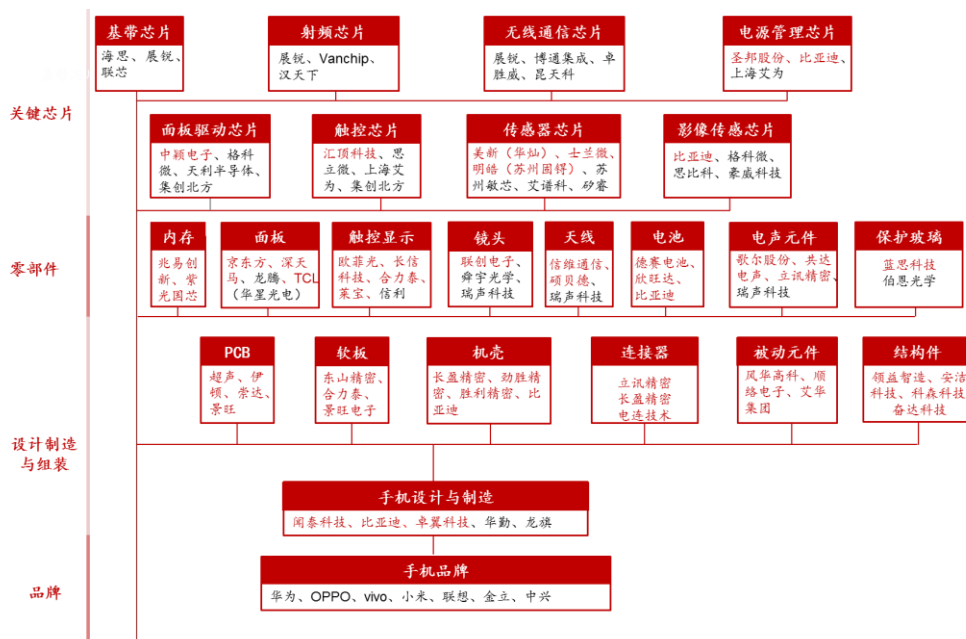 基带芯片
海思、展锐、
联芯
射频芯片
展锐、Vanchip、
汉天下
无线通信芯片
展锐、博通集成、卓
胜威、昆天科
电源管理芯片
圣邦股份、比亚迪、
上海艾为
关键芯片
面板驱动芯片
中颖电子、格科
微、天利半导体、
集创北方
触控芯片
汇顶科技、思
立微、上海艾
为、集创北方
传感器芯片
美新（华灿）、士兰微、
明皓（苏州固锝）、苏
州敏芯、艾谱科、矽睿
影像传感芯片
比亚迪、格科微、
思比科、豪威科技
零部件
内存
兆易创
新、紫
光国芯
面板
京东方、深天
马、龙腾、TCL
（华星光电）
触控显示
欧菲光、长信
科技、合力泰、
莱宝、信利
镜头
联创电子、
舜宇光学、
瑞声科技
天线
信维通信、
硕贝德、
瑞声科技
电池
德赛电池、
欣旺达、
比亚迪
电声元件
歌尔股份、共达
电声、立讯精密、
瑞声科技
保护玻璃
蓝思科技
伯恩光学
PCB
超声、伊
顿、崇达、
景旺
软板
东山精密、
合力泰、
景旺电子
机壳
长盈精密、劲胜精
密、胜利精密、比
亚迪
连接器
立讯精密
长盈精密
电连技术
被动元件
风华高科、顺
络电子、艾华
集团
结构件
领益智造、安洁
科技、科森科技、
奋达科技
设计制造
与组装
手机设计与制造
闻泰科技、比亚迪、卓翼科技、华勤、龙旗
品牌
手机品牌
华为、OPPO、vivo、小米、联想、金立、中兴